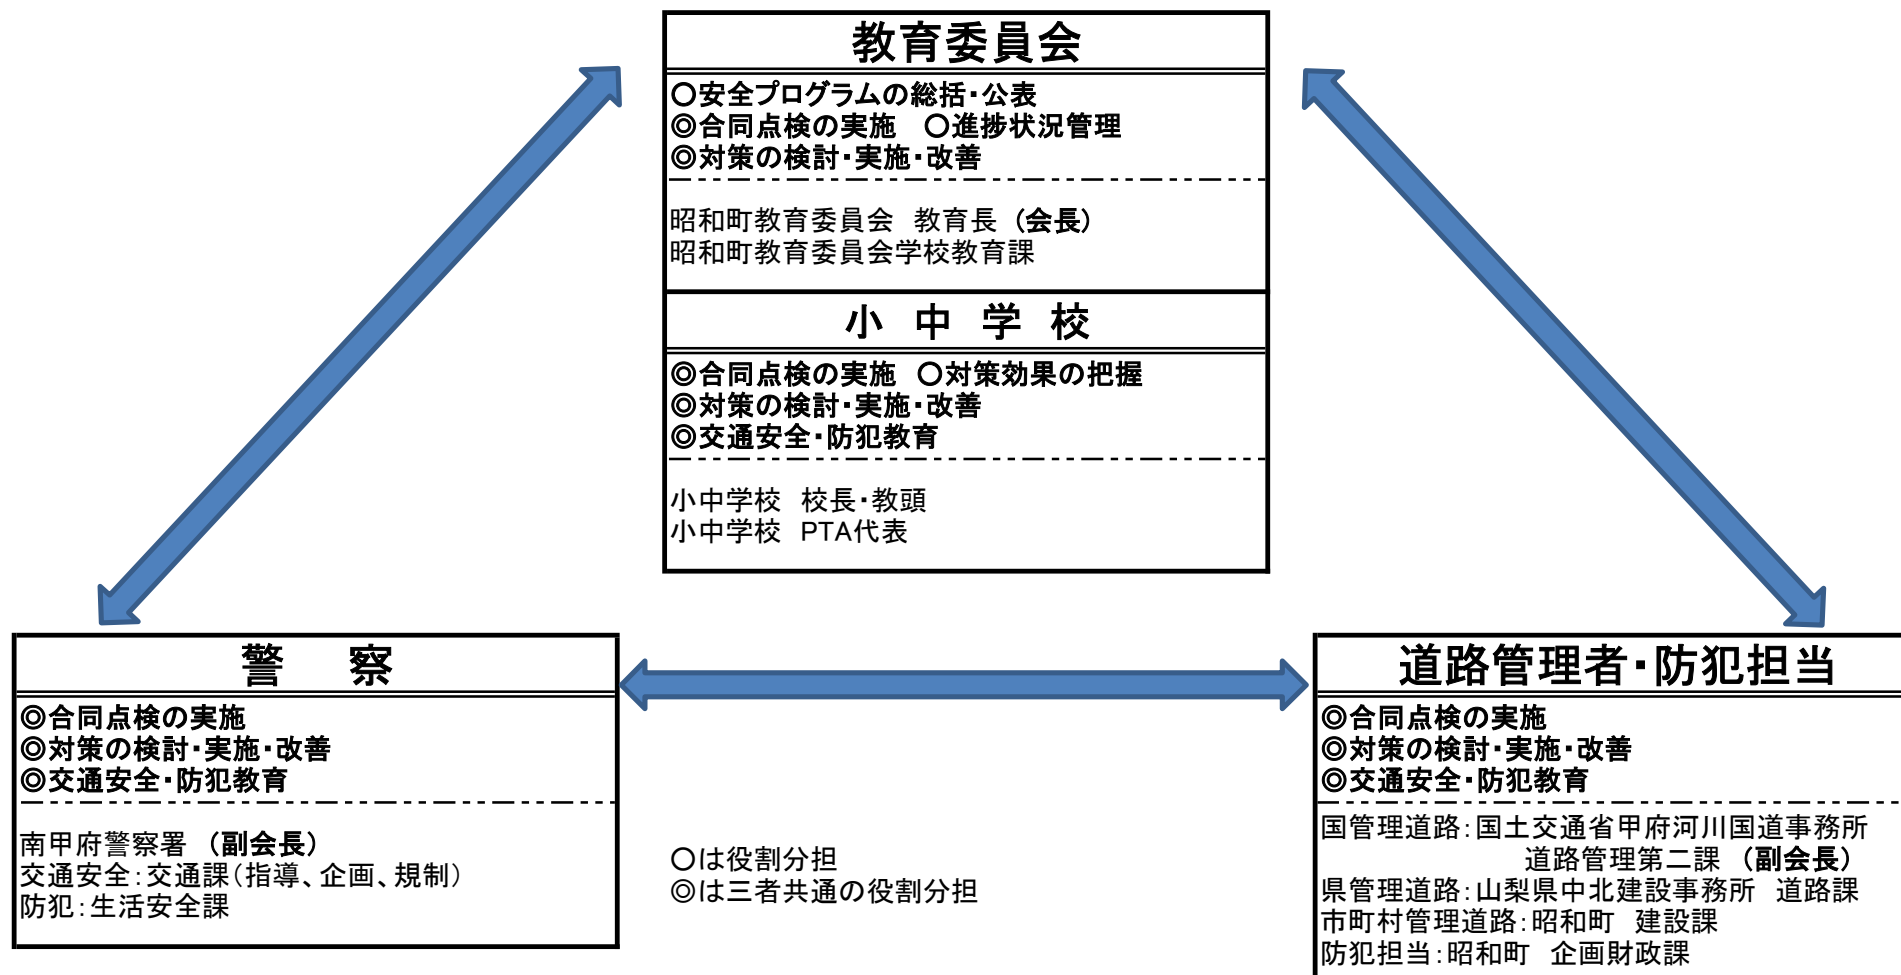 教育委員会
○安全プログラムの総括・公表
◎合同点検の実施　○進捗状況管理
◎対策の検討・実施・改善
昭和町教育委員会　教育長（会長）
昭和町教育委員会学校教育課
小　中　学　校
◎合同点検の実施　○対策効果の把握
◎対策の検討・実施・改善
◎交通安全・防犯教育
小中学校　校長・教頭
小中学校　PTA代表
警　察
◎合同点検の実施
◎対策の検討・実施・改善
◎交通安全・防犯教育
南甲府警察署　（副会長）
交通安全：交通課（指導、企画、規制）
防犯：生活安全課
○は役割分担
◎は三者共通の役割分担
道路管理者・防犯担当
◎合同点検の実施
◎対策の検討・実施・改善
◎交通安全・防犯教育
国管理道路：国土交通省甲府河川国道事務所
道路管理第二課　（副会長）
県管理道路：山梨県中北建設事務所　道路課
市町村管理道路：昭和町　建設課
防犯担当：昭和町　企画財政課